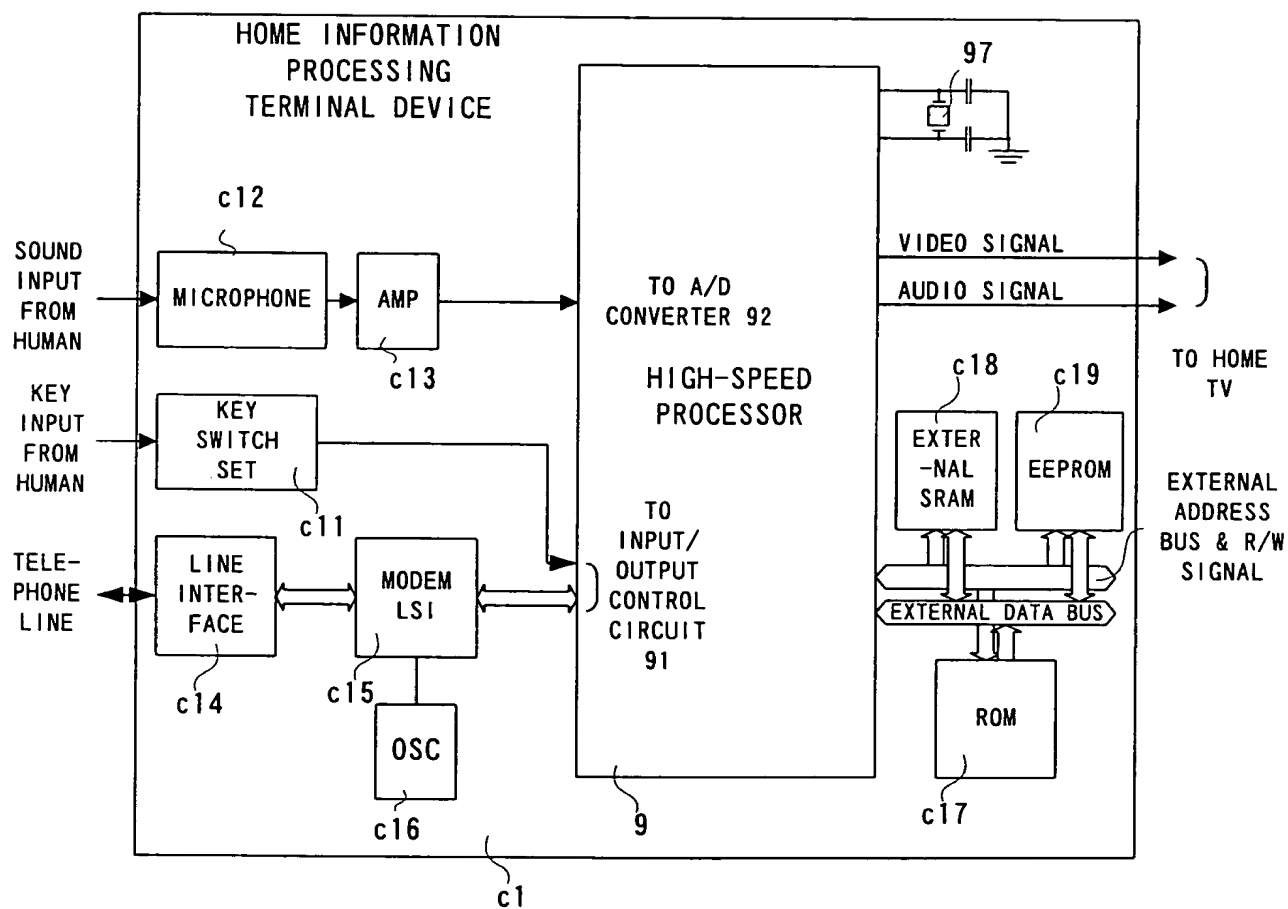 HOME INFORMATION
PROCESSING
TERMINAL DEVICE
97
c12
SOUND
INPUT
FROM
HUMAN
MICROPHONE
AMP
c13
TO A/D
CONVERTER 92
HIGH-SPEED
PROCESSOR
VIDEO SIGNAL
AUDIO SIGNAL
TO HOME
TV
KEY
INPUT
FROM
HUMAN
KEY
SWITCH
SET
c11
c18
c19
EXTER
-NAL
SRAM
EEPROM
EXTERNAL
ADDRESS
BUS & R/W
SIGNAL
TELE-
PHONE
LINE
LINE
INTER-
FACE
c14
MODEM
LSI
c15
TO
INPUT/
OUTPUT
CONTROL
CIRCUIT
91
EXTERNAL DATA BUS
ROM
c17
OSC
c16
9
c1